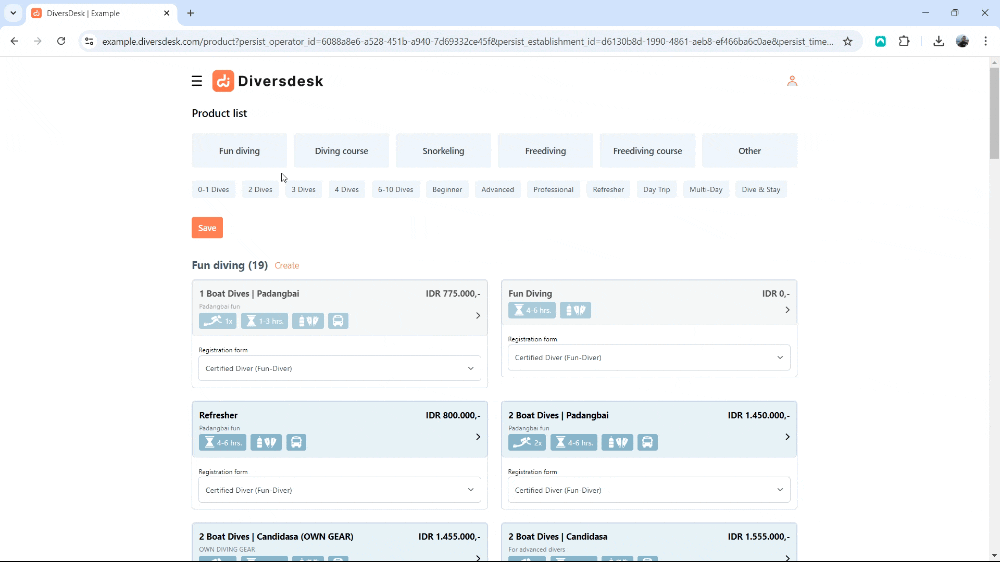 DiversDesk | Example
example.diversdesk.com/product?persist_operator_id=6088a8e6-a528-451b-a940-7d69332ce45f&persist_establishment_id=d6130b8d-1990-4861-aeb8-ef466ba6c0ae&persist_time...
Diversdesk
Product list
Fun diving
Diving course
Snorkeling
Freediving
Freediving course
Other
0-1 Dives
2 Dives
3 Dives
4 Dives
6-10 Dives
Beginner
Advanced
Professional
Refresher
Day Trip
Multi-Day
Dive & Stay
Save
Fun diving (19) Create
1 Boat Dives | Padangbai IDR 775.000,-
Padangbai fun
1x 1-3 hrs.
Registration form
Certified Diver (Fun-Diver)
Fun Diving IDR 0,-
4-6 hrs.
Registration form
Certified Diver (Fun-Diver)
Refresher IDR 800.000,-
Padangbai fun
4-6 hrs.
Registration form
Certified Diver (Fun-Diver)
2 Boat Dives | Padangbai IDR 1.450.000,-
Padangbai fun
2x 4-6 hrs.
Registration form
Certified Diver (Fun-Diver)
2 Boat Dives | Candidasa (OWN GEAR) IDR 1.455.000,-
OWN DIVING GEAR
2 Boat Dives | Candidasa IDR 1.555.000,-
For advanced divers